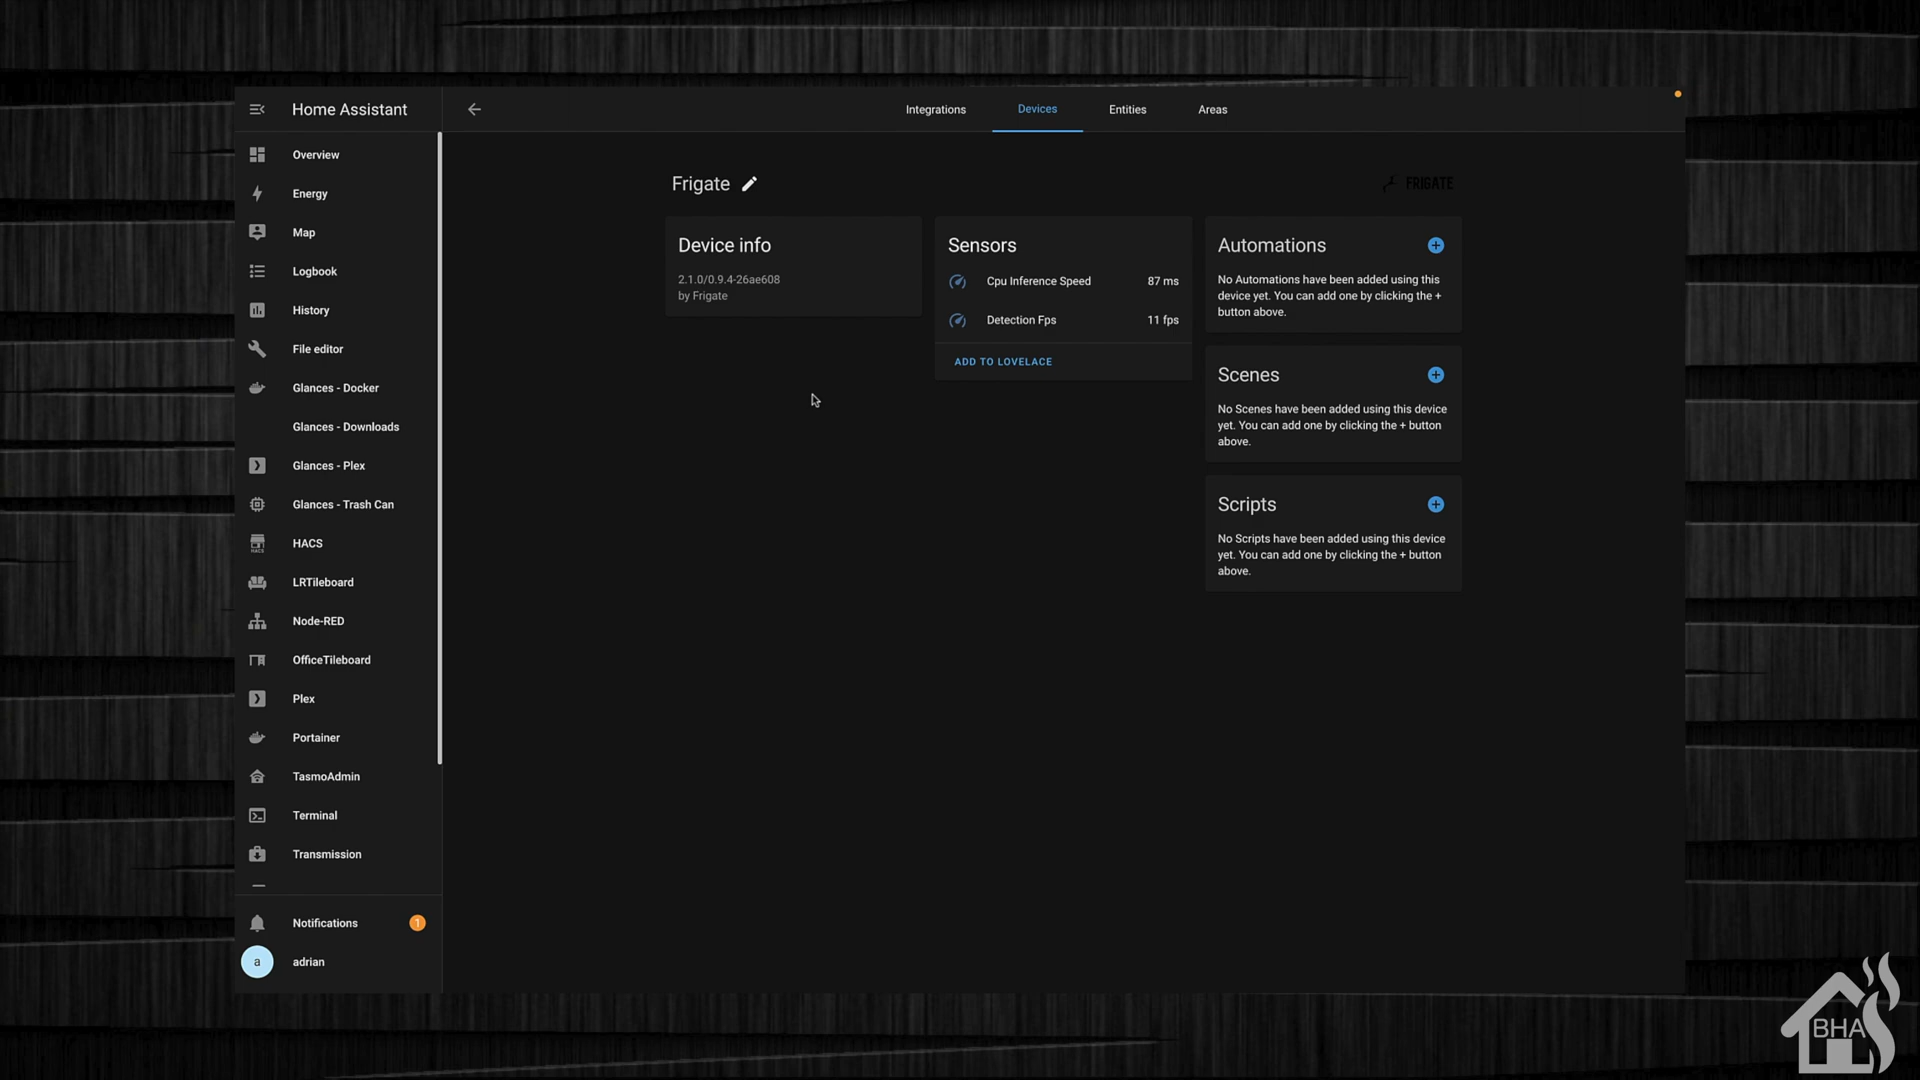 Home Assistant
Integrations
Devices
Entities
Areas
Overview
Energy
Map
Logbook
History
File editor
Glances - Docker
Glances - Downloads
Glances - Plex
Glances - Trash Can
HACS
HACS
LRTileboard
Node-RED
OfficeTileboard
Plex
Portainer
TasmoAdmin
Terminal
Transmission
Notifications
1
a
adrian
Frigate
FRIGATE
Device info
2.1.0/0.9.4-26ae608
by Frigate
Sensors
Cpu Inference Speed 87 ms
Detection Fps 11 fps
ADD TO LOVELACE
Automations
No Automations have been added using this
device yet. You can add one by clicking the +
button above.
Scenes
No Scenes have been added using this device
yet. You can add one by clicking the + button
above.
Scripts
No Scripts have been added using this device
yet. You can add one by clicking the + button
above.
BHA